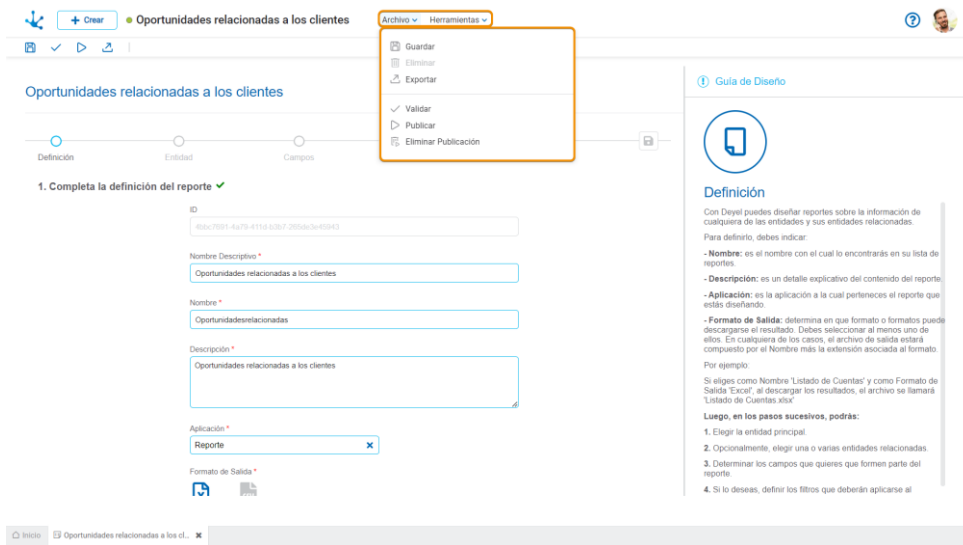 + Crear
Oportunidades relacionadas a los clientes
Archivo
Herramientas
?
Guardar
Eliminar
Exportar
Validar
Publicar
Eliminar Publicación
Oportunidades relacionadas a los clientes
Definición
Entidad
Campos
1. Completa la definición del reporte
ID
Nombre Descriptivo *
Oportunidades relacionadas a los clientes
Nombre *
Oportunidadesrelacionadas
Descripción *
Oportunidades relacionadas a los clientes
Aplicación *
Reporte
Formato de Salida *
Guía de Diseño
Definición
Con Deyel puedes diseñar reportes sobre la información de
cualquiera de las entidades y sus entidades relacionadas.
Para definirlo, debes indicar:
- Nombre: es el nombre con el cual lo encontrarás en su lista de
reportes.
- Descripción: es un detalle explicativo del contenido del reporte.
- Aplicación: es la aplicación a la cual perteneces el reporte que
estás diseñando.
- Formato de Salida: determina en que formato o formatos puede
descargarse el resultado. Debes seleccionar al menos uno de
ellos. En cualquiera de los casos, el archivo de salida estará
compuesto por el Nombre más la extensión asociada al formato.
Por ejemplo:
Si eliges como Nombre 'Listado de Cuentas' y como Formato de
Salida 'Excel', al descargar los resultados, el archivo se llamará
'Listado de Cuentas.xlsx'
Luego, en los pasos sucesivos, podrás:
1. Elegir la entidad principal.
2. Opcionalmente, elegir una o varias entidades relacionadas.
3. Determinar los campos que quieres que formen parte del
reporte.
4. Si lo deseas, definir los filtros que deberán aplicarse al
Inicio
Oportunidades relacionadas a los cl...